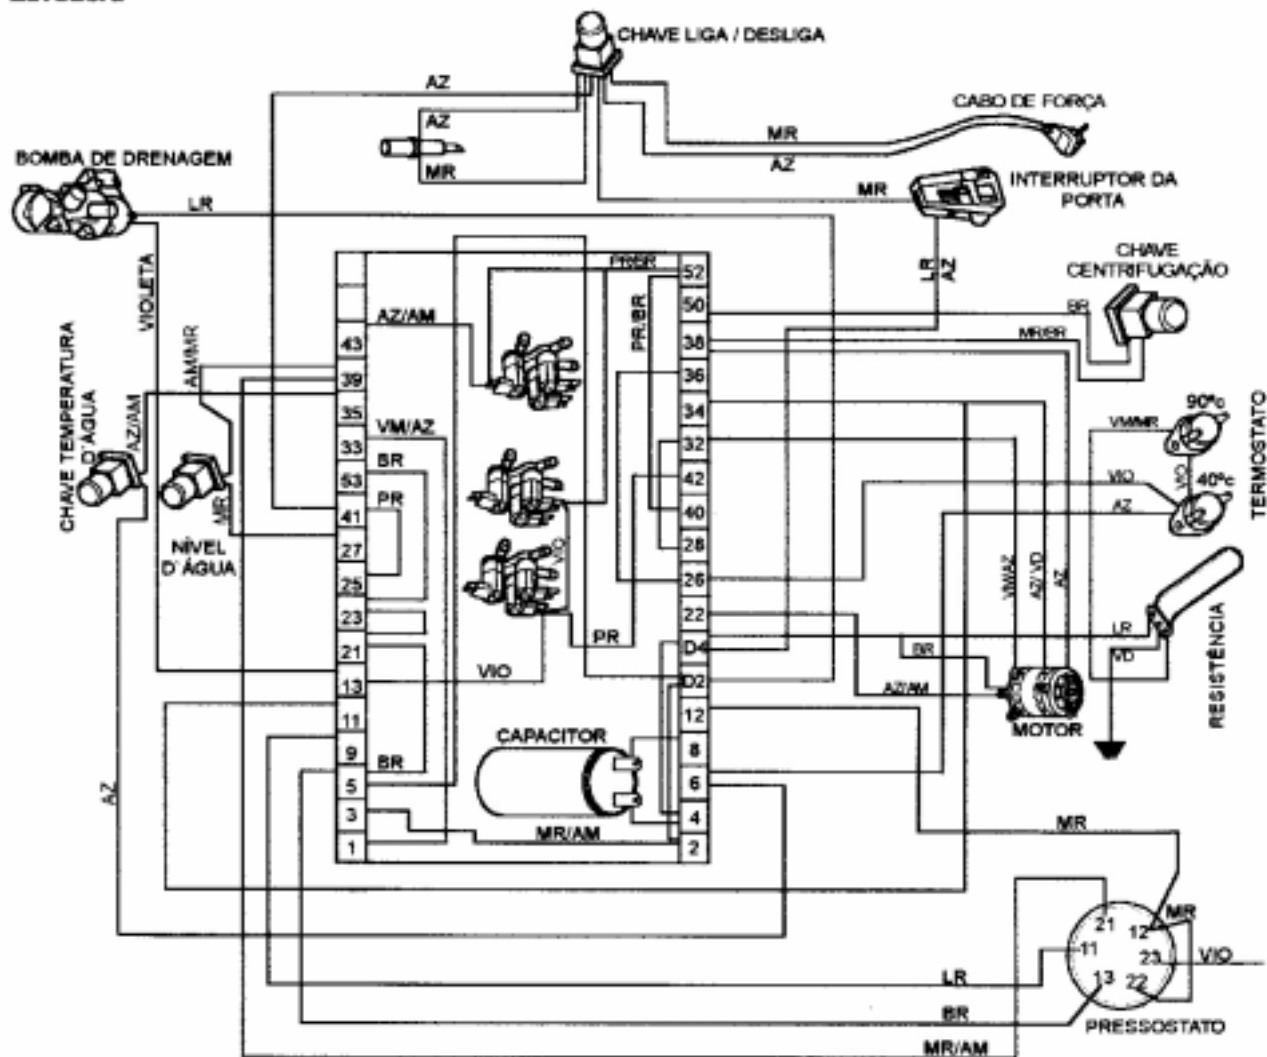 CHAVE LIGA / DESLIGA
AZ
AZ
MR
MR
AZ
CABO DE FORÇA
BOMBA DE DRENAGEM
LR
MR
INTERRUPTOR DA
PORTA
LR
AZ
CHAVE
CENTRIFUGAÇÃO
VIOLETA
AM/MR
PR/BR
PR/BR
BR
MR/BR
AZ/AM
CHAVE TEMPERATURA
D'ÁGUA
AZ/AM
MR
NÍVEL
D'ÁGUA
43
39
35
33
53
41
27
25
23
21
13
11
9
5
3
1
VM/AZ
BR
PR
VIO
PR
VIO
BR
CAPACITOR
MR/AM
52
50
38
36
34
32
42
40
28
26
22
D4
D2
12
8
6
4
2
VM/MR
90ºc
VIO
VIO
40ºc
AZ
TERMOSTATO
VM/AZ
AZ/VD
AZ
LR
VD
RESISTÊNCIA
BR
AZ/AM
MOTOR
AZ
MR
21
12
MR
11
23
VIO
13
22
LR
BR
PRESSOSTATO
MR/AM